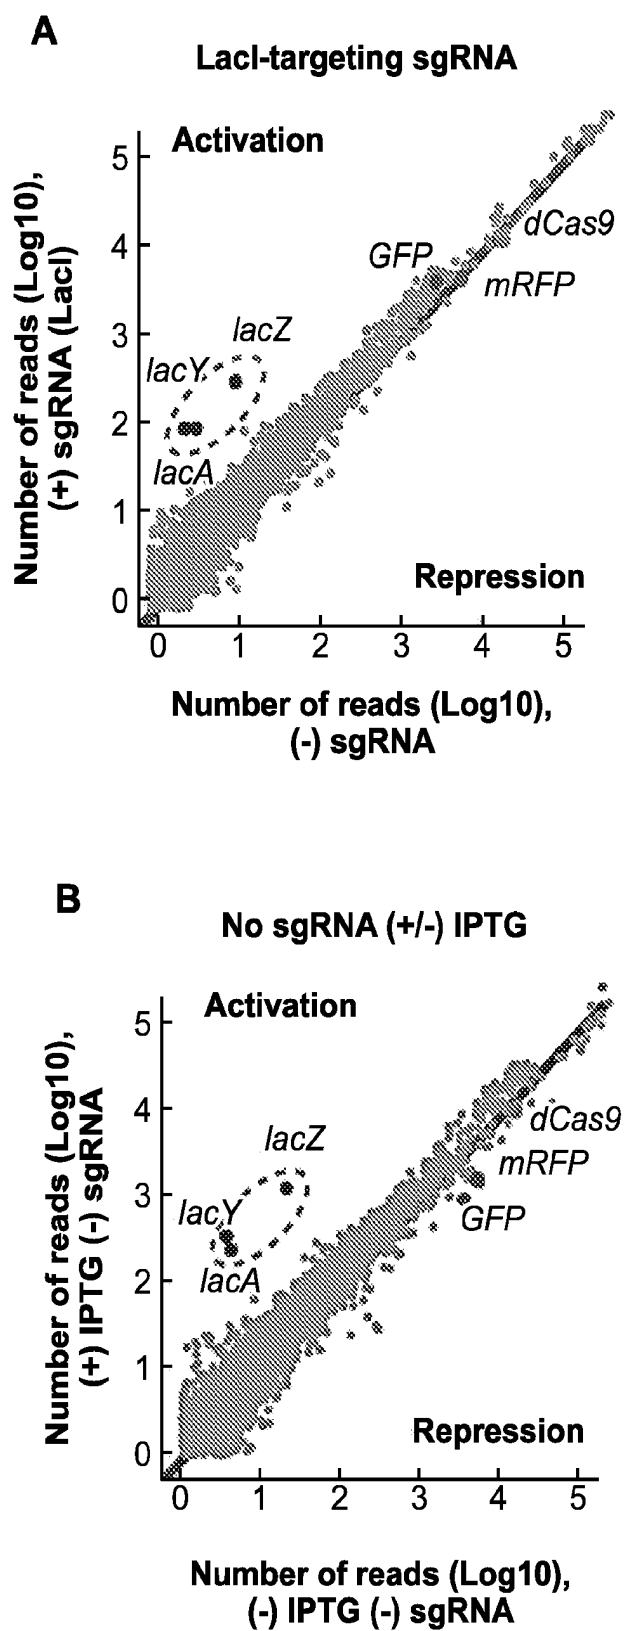 A
LacI-targeting sgRNA
Activation
Number of reads (Log10),
(+) sgRNA (LacI)
5
4
3
2
1
0
GFP
dCas9
mRFP
lacZ
lacY
lacA
Repression
0 1 2 3 4 5
Number of reads (Log10),
(-) sgRNA
B
No sgRNA (+/-) IPTG
Activation
Number of reads (Log10),
(+) IPTG (-) sgRNA
5
4
3
2
1
0
dCas9
mRFP
GFP
lacZ
lacY
lacA
Repression
0 1 2 3 4 5
Number of reads (Log10),
(-) IPTG (-) sgRNA